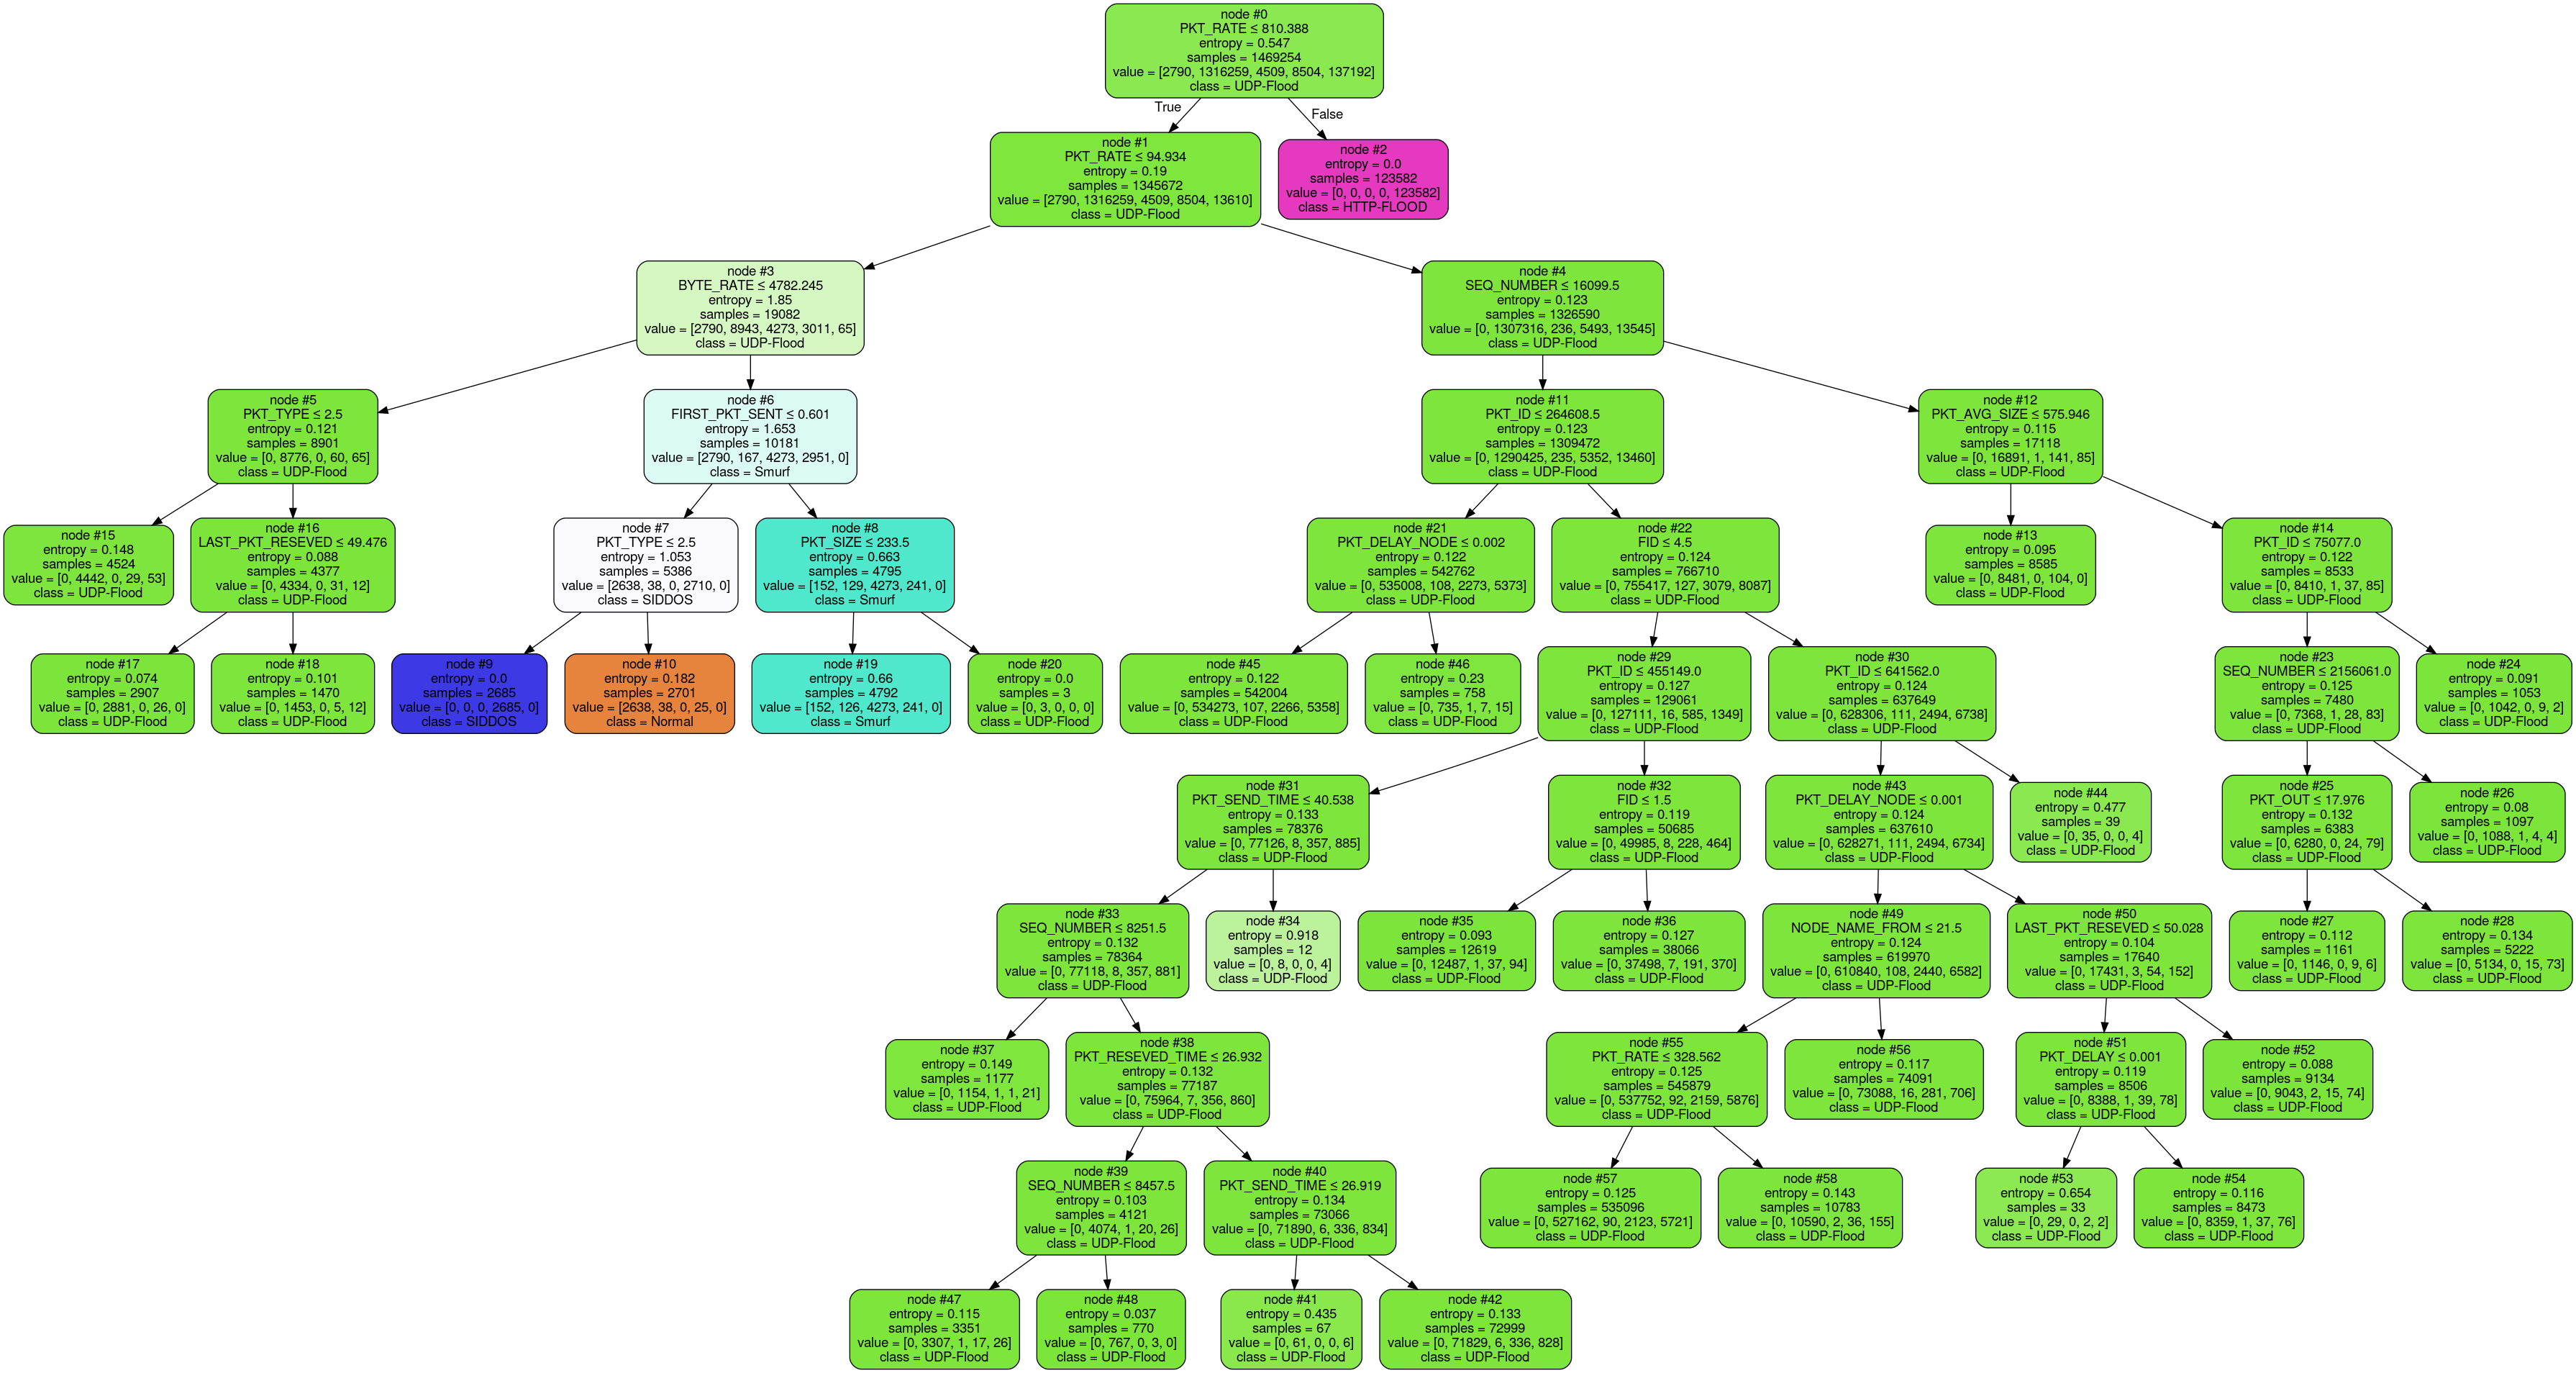 node #0
PKT_RATE ≤ 810.388
entropy = 0.547
samples = 1469254
value = [2790, 1316259, 4509, 8504, 137192]
class = UDP-Flood
True
False
node #1
PKT_RATE ≤ 94.934
entropy = 0.19
samples = 1345672
value = [2790, 1316259, 4509, 8504, 13610]
class = UDP-Flood
node #2
entropy = 0.0
samples = 123582
value = [0, 0, 0, 0, 123582]
class = HTTP-FLOOD
node #3
BYTE_RATE ≤ 4782.245
entropy = 1.85
samples = 19082
value = [2790, 8943, 4273, 3011, 65]
class = UDP-Flood
node #4
SEQ_NUMBER ≤ 16099.5
entropy = 0.123
samples = 1326590
value = [0, 1307316, 236, 5493, 13545]
class = UDP-Flood
node #5
PKT_TYPE ≤ 2.5
entropy = 0.121
samples = 8901
value = [0, 8776, 0, 60, 65]
class = UDP-Flood
node #6
FIRST_PKT_SENT ≤ 0.601
entropy = 1.653
samples = 10181
value = [2790, 167, 4273, 2951, 0]
class = Smurf
node #11
PKT_ID ≤ 264608.5
entropy = 0.123
samples = 1309472
value = [0, 1290425, 235, 5352, 13460]
class = UDP-Flood
node #12
PKT_AVG_SIZE ≤ 575.946
entropy = 0.115
samples = 17118
value = [0, 16891, 1, 141, 85]
class = UDP-Flood
node #15
entropy = 0.148
samples = 4524
value = [0, 4442, 0, 29, 53]
class = UDP-Flood
node #16
LAST_PKT_RESEVED ≤ 49.476
entropy = 0.088
samples = 4377
value = [0, 4334, 0, 31, 12]
class = UDP-Flood
node #7
PKT_TYPE ≤ 2.5
entropy = 1.053
samples = 5386
value = [2638, 38, 0, 2710, 0]
class = SIDDOS
node #8
PKT_SIZE ≤ 233.5
entropy = 0.663
samples = 4795
value = [152, 129, 4273, 241, 0]
class = Smurf
node #21
PKT_DELAY_NODE ≤ 0.002
entropy = 0.122
samples = 542762
value = [0, 535008, 108, 2273, 5373]
class = UDP-Flood
node #22
FID ≤ 4.5
entropy = 0.124
samples = 766710
value = [0, 755417, 127, 3079, 8087]
class = UDP-Flood
node #13
entropy = 0.095
samples = 8585
value = [0, 8481, 0, 104, 0]
class = UDP-Flood
node #14
PKT_ID ≤ 75077.0
entropy = 0.122
samples = 8533
value = [0, 8410, 1, 37, 85]
class = UDP-Flood
node #17
entropy = 0.074
samples = 2907
value = [0, 2881, 0, 26, 0]
class = UDP-Flood
node #18
entropy = 0.101
samples = 1470
value = [0, 1453, 0, 5, 12]
class = UDP-Flood
node #9
entropy = 0.0
samples = 2685
value = [0, 0, 0, 2685, 0]
class = SIDDOS
node #10
entropy = 0.182
samples = 2701
value = [2638, 38, 0, 25, 0]
class = Normal
node #19
entropy = 0.66
samples = 4792
value = [152, 126, 4273, 241, 0]
class = Smurf
node #20
entropy = 0.0
samples = 3
value = [0, 3, 0, 0, 0]
class = UDP-Flood
node #45
entropy = 0.122
samples = 542004
value = [0, 534273, 107, 2266, 5358]
class = UDP-Flood
node #46
entropy = 0.23
samples = 758
value = [0, 735, 1, 7, 15]
class = UDP-Flood
node #29
PKT_ID ≤ 455149.0
entropy = 0.127
samples = 129061
value = [0, 127111, 16, 585, 1349]
class = UDP-Flood
node #30
PKT_ID ≤ 641562.0
entropy = 0.124
samples = 637649
value = [0, 628306, 111, 2494, 6738]
class = UDP-Flood
node #23
SEQ_NUMBER ≤ 2156061.0
entropy = 0.125
samples = 7480
value = [0, 7368, 1, 28, 83]
class = UDP-Flood
node #24
entropy = 0.091
samples = 1053
value = [0, 1042, 0, 9, 2]
class = UDP-Flood
node #31
PKT_SEND_TIME ≤ 40.538
entropy = 0.133
samples = 78376
value = [0, 77126, 8, 357, 885]
class = UDP-Flood
node #32
FID ≤ 1.5
entropy = 0.119
samples = 50685
value = [0, 49985, 8, 228, 464]
class = UDP-Flood
node #43
PKT_DELAY_NODE ≤ 0.001
entropy = 0.124
samples = 637610
value = [0, 628271, 111, 2494, 6734]
class = UDP-Flood
node #44
entropy = 0.477
samples = 39
value = [0, 35, 0, 0, 4]
class = UDP-Flood
node #25
PKT_OUT ≤ 17.976
entropy = 0.132
samples = 6383
value = [0, 6280, 0, 24, 79]
class = UDP-Flood
node #26
entropy = 0.08
samples = 1097
value = [0, 1088, 1, 4, 4]
class = UDP-Flood
node #33
SEQ_NUMBER ≤ 8251.5
entropy = 0.132
samples = 78364
value = [0, 77118, 8, 357, 881]
class = UDP-Flood
node #34
entropy = 0.918
samples = 12
value = [0, 8, 0, 0, 4]
class = UDP-Flood
node #35
entropy = 0.093
samples = 12619
value = [0, 12487, 1, 37, 94]
class = UDP-Flood
node #36
entropy = 0.127
samples = 38066
value = [0, 37498, 7, 191, 370]
class = UDP-Flood
node #49
NODE_NAME_FROM ≤ 21.5
entropy = 0.124
samples = 619970
value = [0, 610840, 108, 2440, 6582]
class = UDP-Flood
node #50
LAST_PKT_RESEVED ≤ 50.028
entropy = 0.104
samples = 17640
value = [0, 17431, 3, 54, 152]
class = UDP-Flood
node #27
entropy = 0.112
samples = 1161
value = [0, 1146, 0, 9, 6]
class = UDP-Flood
node #28
entropy = 0.134
samples = 5222
value = [0, 5134, 0, 15, 73]
class = UDP-Flood
node #37
entropy = 0.149
samples = 1177
value = [0, 1154, 1, 1, 21]
class = UDP-Flood
node #38
PKT_RESEVED_TIME ≤ 26.932
entropy = 0.132
samples = 77187
value = [0, 75964, 7, 356, 860]
class = UDP-Flood
node #55
PKT_RATE ≤ 328.562
entropy = 0.125
samples = 545879
value = [0, 537752, 92, 2159, 5876]
class = UDP-Flood
node #56
entropy = 0.117
samples = 74091
value = [0, 73088, 16, 281, 706]
class = UDP-Flood
node #51
PKT_DELAY ≤ 0.001
entropy = 0.119
samples = 8506
value = [0, 8388, 1, 39, 78]
class = UDP-Flood
node #52
entropy = 0.088
samples = 9134
value = [0, 9043, 2, 15, 74]
class = UDP-Flood
node #39
SEQ_NUMBER ≤ 8457.5
entropy = 0.103
samples = 4121
value = [0, 4074, 1, 20, 26]
class = UDP-Flood
node #40
PKT_SEND_TIME ≤ 26.919
entropy = 0.134
samples = 73066
value = [0, 71890, 6, 336, 834]
class = UDP-Flood
node #57
entropy = 0.125
samples = 535096
value = [0, 527162, 90, 2123, 5721]
class = UDP-Flood
node #58
entropy = 0.143
samples = 10783
value = [0, 10590, 2, 36, 155]
class = UDP-Flood
node #53
entropy = 0.654
samples = 33
value = [0, 29, 0, 2, 2]
class = UDP-Flood
node #54
entropy = 0.116
samples = 8473
value = [0, 8359, 1, 37, 76]
class = UDP-Flood
node #47
entropy = 0.115
samples = 3351
value = [0, 3307, 1, 17, 26]
class = UDP-Flood
node #48
entropy = 0.037
samples = 770
value = [0, 767, 0, 3, 0]
class = UDP-Flood
node #41
entropy = 0.435
samples = 67
value = [0, 61, 0, 0, 6]
class = UDP-Flood
node #42
entropy = 0.133
samples = 72999
value = [0, 71829, 6, 336, 828]
class = UDP-Flood